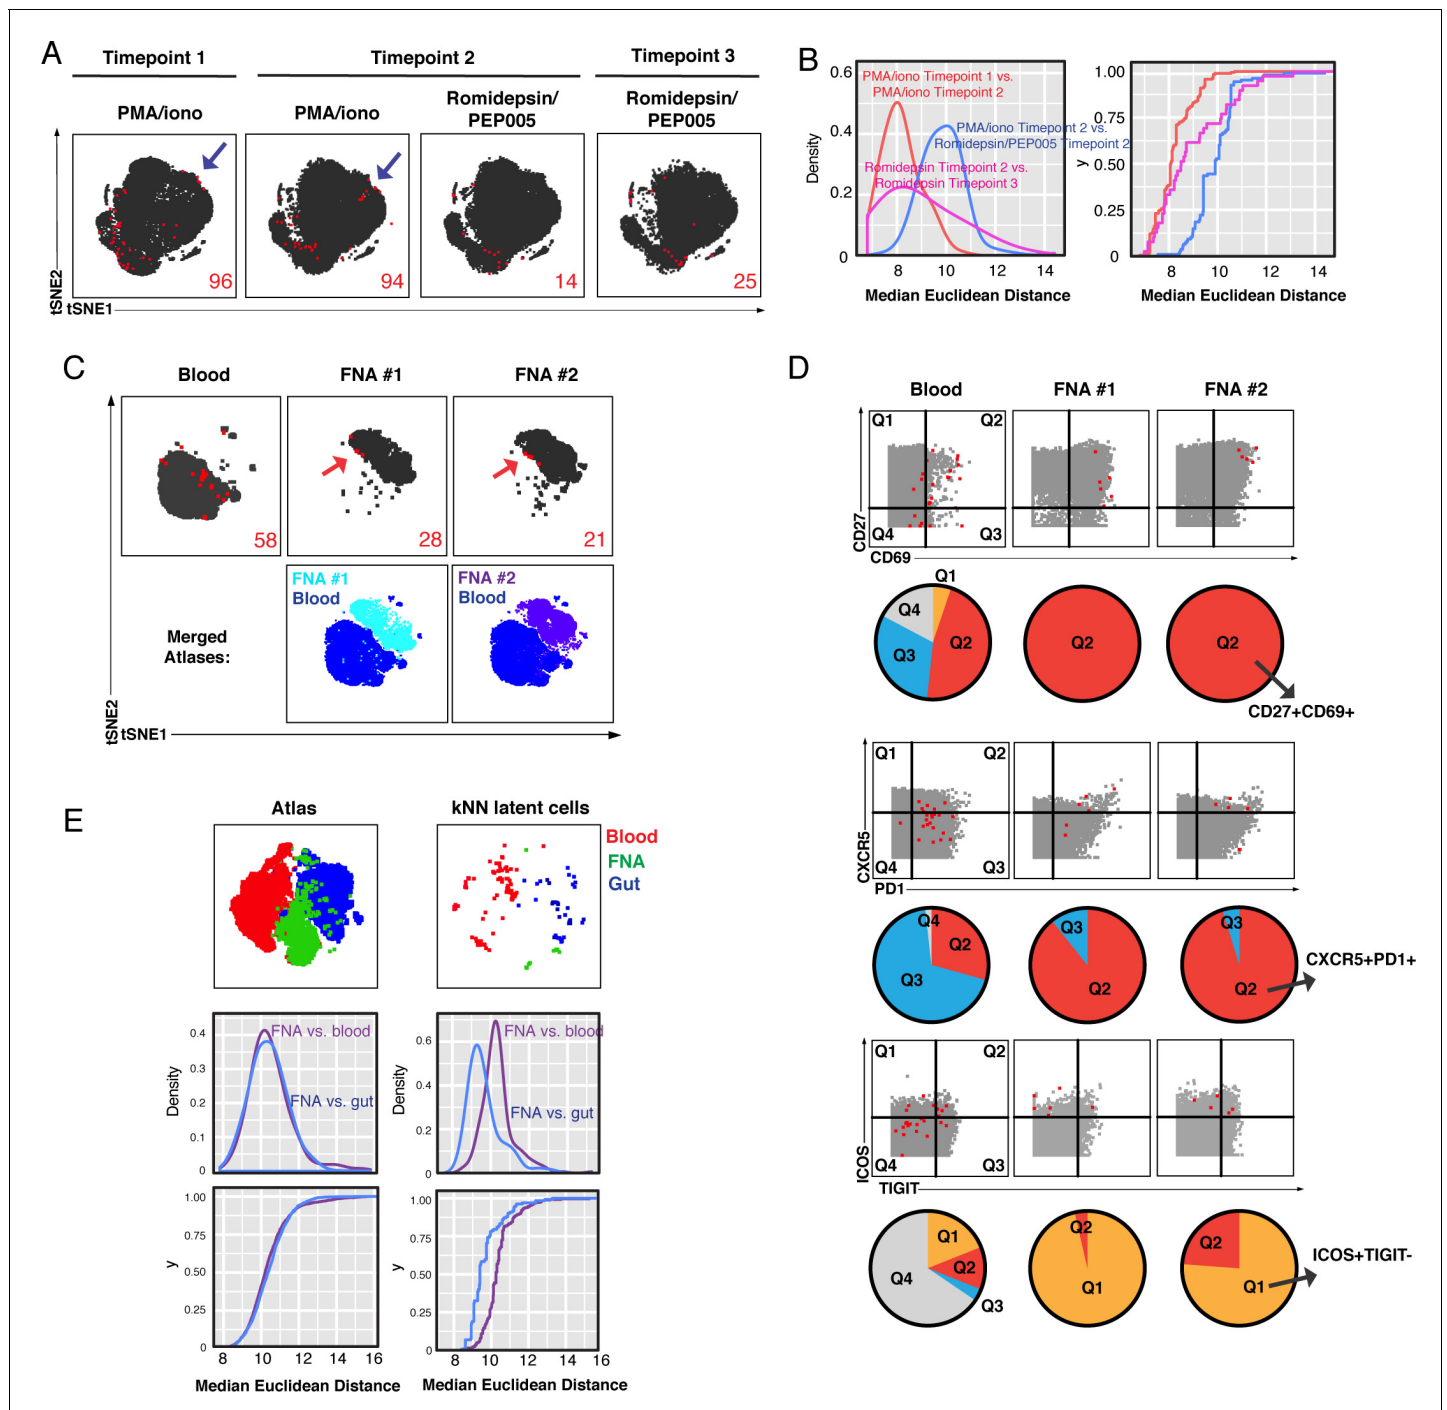 A
Timepoint 1
Timepoint 2
Timepoint 3
PMA/iono
PMA/iono
Romidepsin/
PEP005
Romidepsin/
PEP005
96
94
14
25
tSNE2
tSNE1
B
PMA/iono Timepoint 1 vs.
PMA/iono Timepoint 2
PMA/iono Timepoint 2 vs.
Romidepsin/PEP005 Timepoint 2
Romidepsin Timepoint 2 vs.
Romidepsin Timepoint 3
Density
0.6
0.4
0.2
0
8
10
12
14
Median Euclidean Distance
y
1.00
0.75
0.50
0.25
0
8
10
12
14
Median Euclidean Distance
C
Blood
FNA #1
FNA #2
58
28
21
Merged
Atlases:
FNA #1
Blood
FNA #2
Blood
tSNE2
tSNE1
D
Blood
FNA #1
FNA #2
Q1
Q2
Q4
Q3
CD27
CD69
Q1
Q4
Q3
Q2
Q2
Q2
CD27+CD69+
Q1
Q2
Q4
Q3
CXCR5
PD1
Q4
Q2
Q3
Q3
Q2
Q3
Q2
CXCR5+PD1+
Q1
Q2
Q4
Q3
ICOS
TIGIT
Q1
Q2
Q4
Q3
Q2
Q1
Q2
Q1
ICOS+TIGIT-
E
Atlas
kNN latent cells
Blood
FNA
Gut
FNA vs. blood
FNA vs. gut
Density
0.4
0.3
0.2
0.1
0
FNA vs. blood
FNA vs. gut
Density
0.6
0.4
0.2
0
y
1.00
0.75
0.50
0.25
0
8
10
12
14
16
Median Euclidean Distance
y
1.00
0.75
0.50
0.25
0
8
10
12
14
16
Median Euclidean Distance